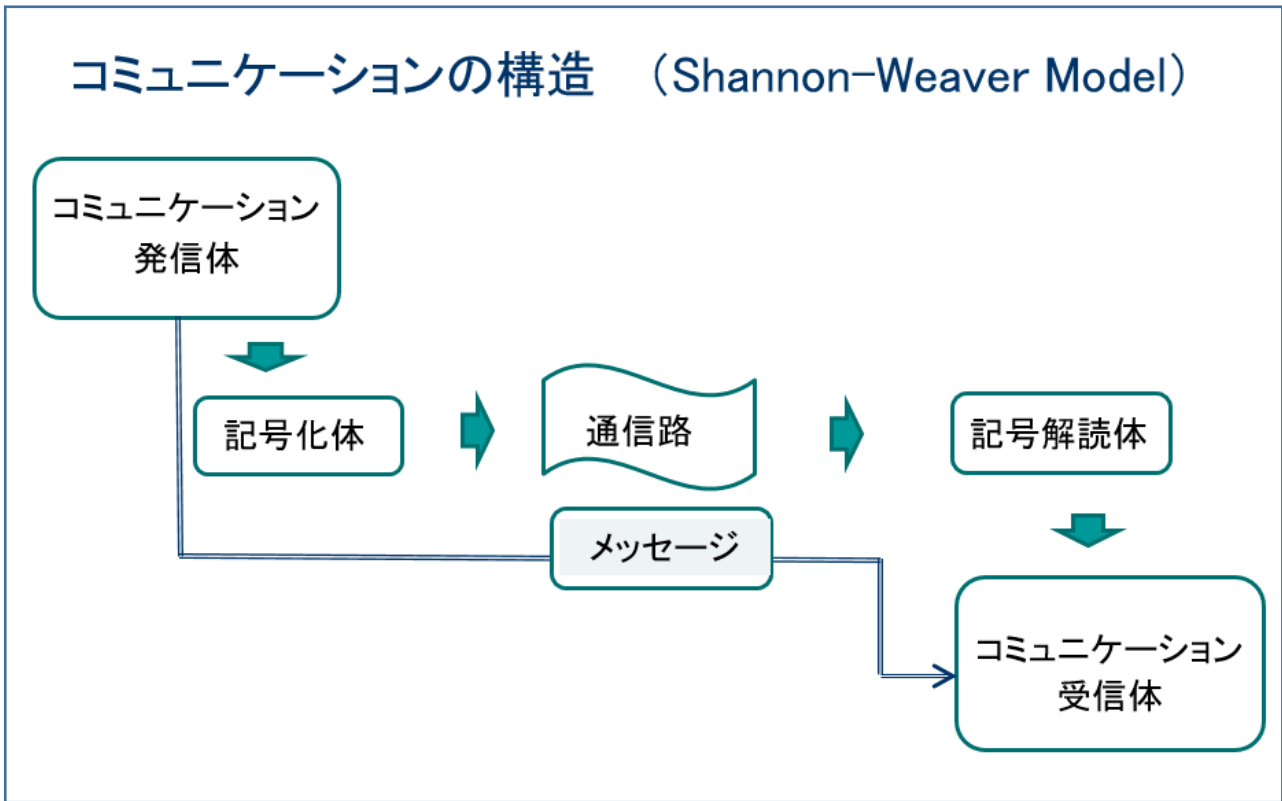 コミュニケーションの構造 （Shannon-Weaver Model）
コミュニケーション
発信体
記号化体
通信路
記号解読体
メッセージ
コミュニケーション
受信体